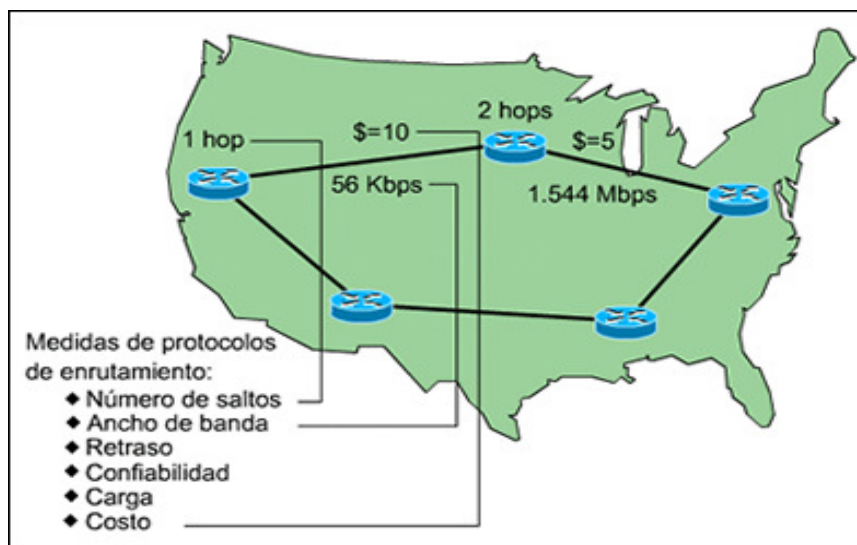 2 hops
1 hop
$=10
$=5
56 Kbps
1.544 Mbps
Medidas de protocolos
de enrutamiento:
◆ Número de saltos
◆ Ancho de banda
◆ Retraso
◆ Confiabilidad
◆ Carga
◆ Costo